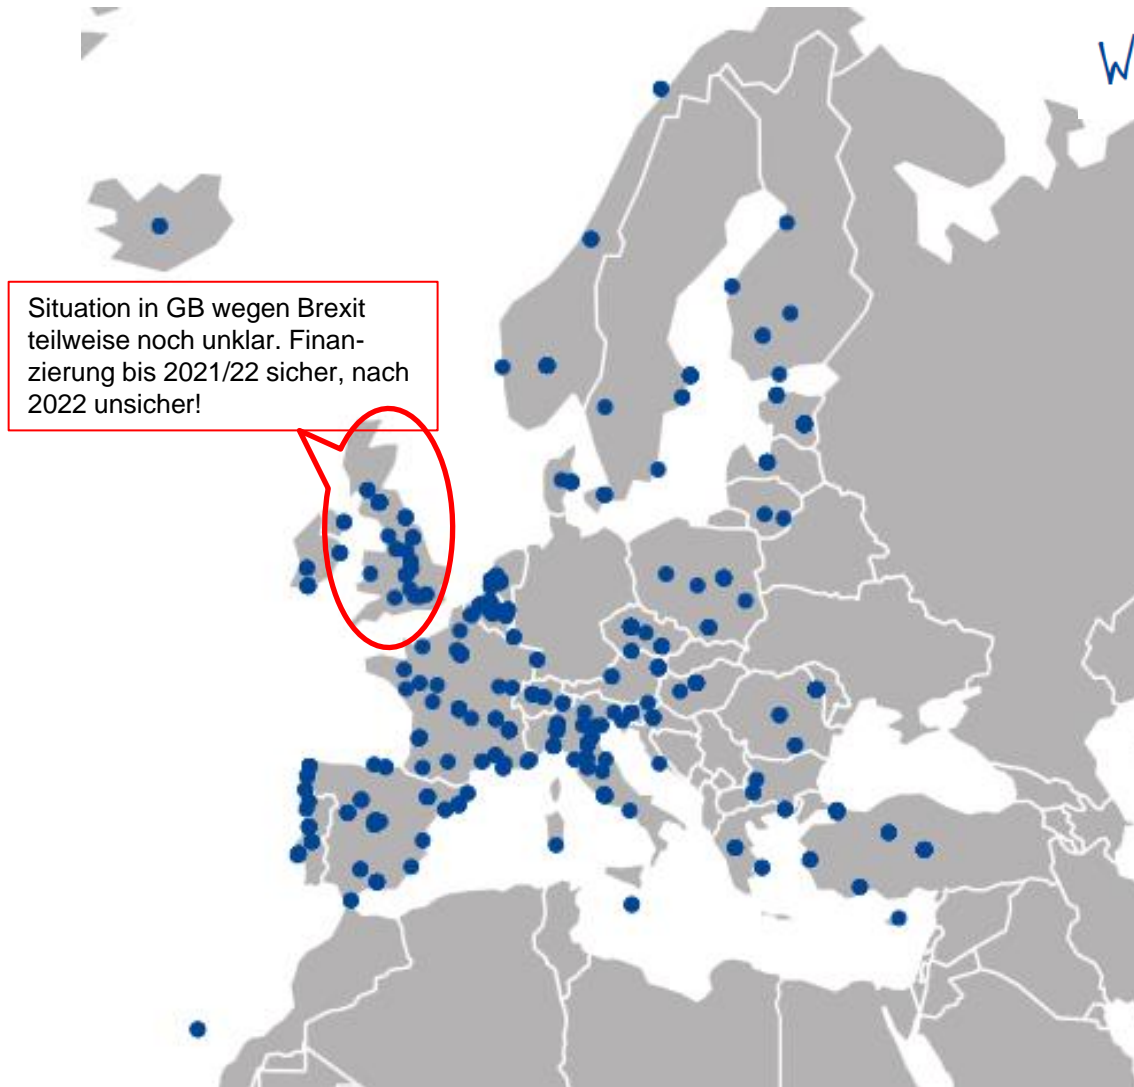 W
Situation in GB wegen Brexit
teilweise noch unklar. Finan-
zierung bis 2021/22 sicher, nach
2022 unsicher!